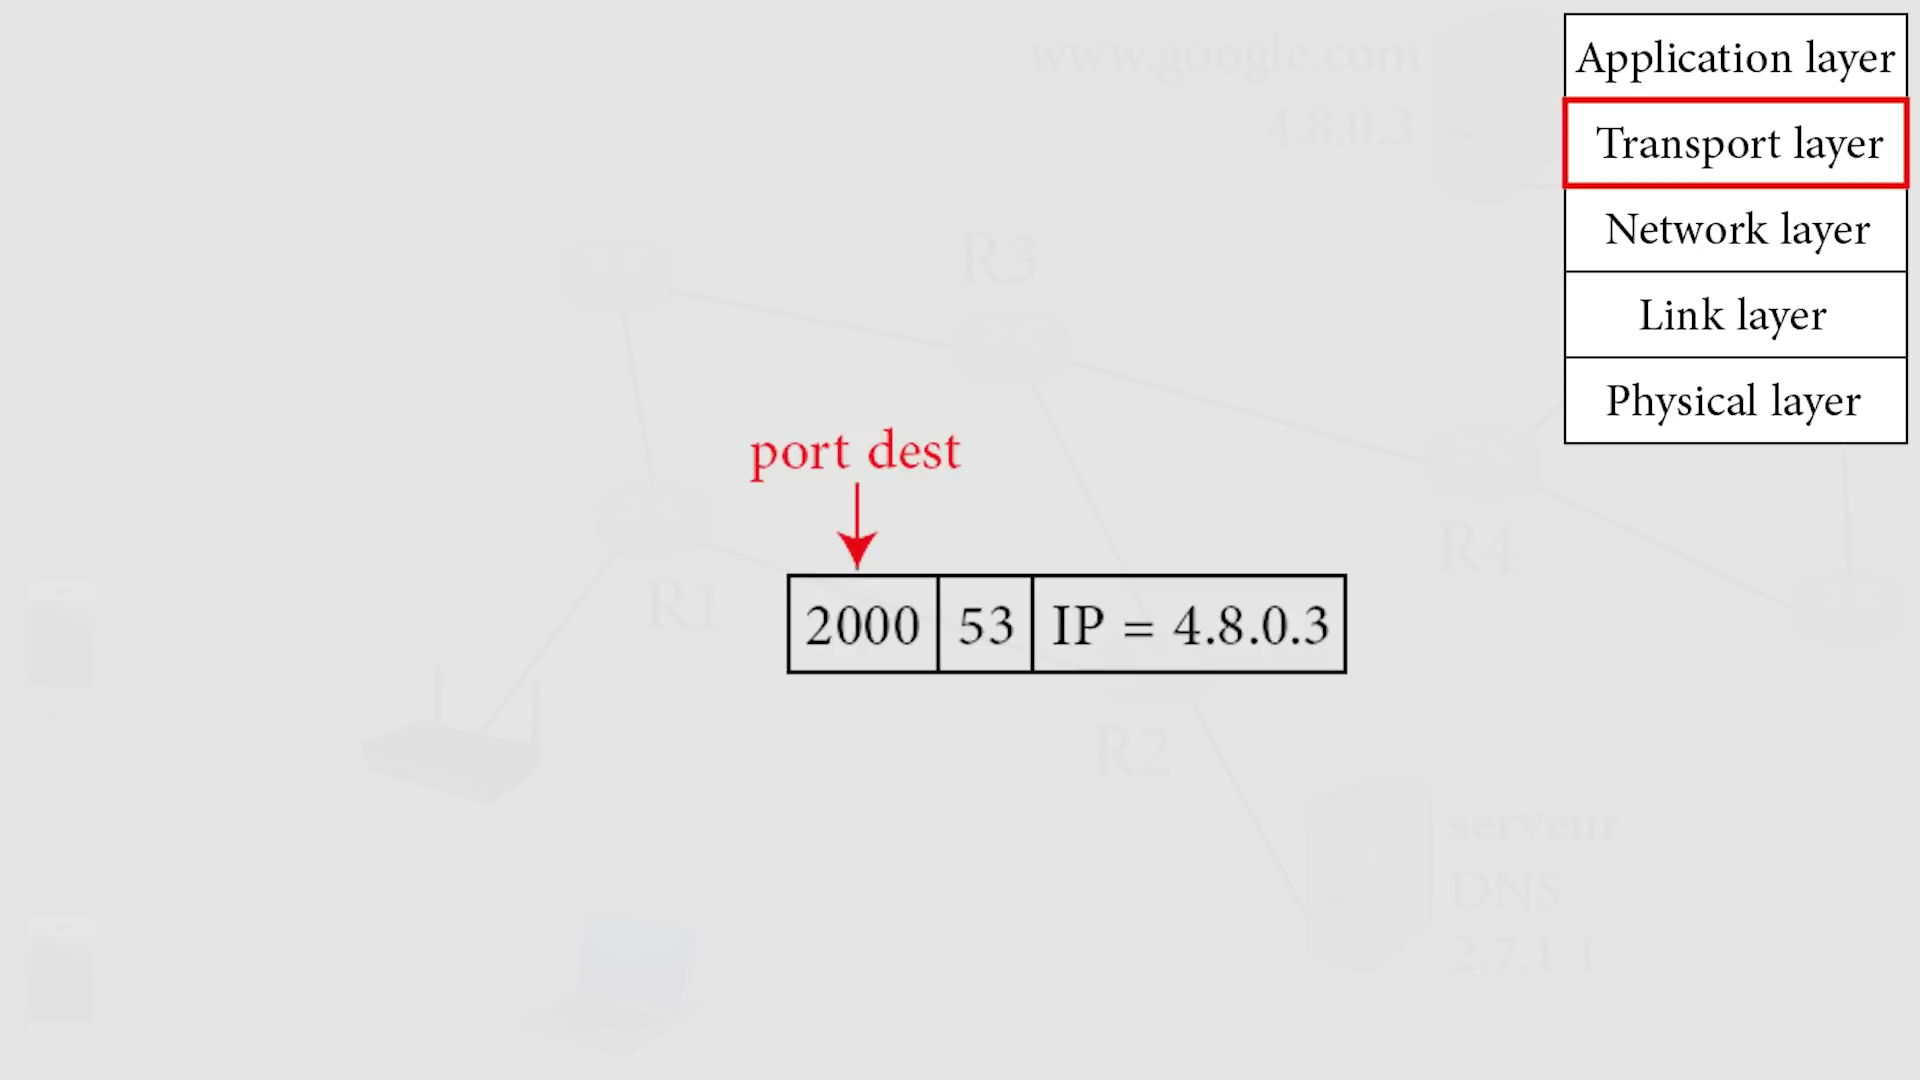 www.google.com
4.8.0.3
Application layer
Transport layer
Network layer
Link layer
Physical layer
R3
port dest
R4
R1
2000 53 IP = 4.8.0.3
R2
serveur
DNS
2.7.1.1